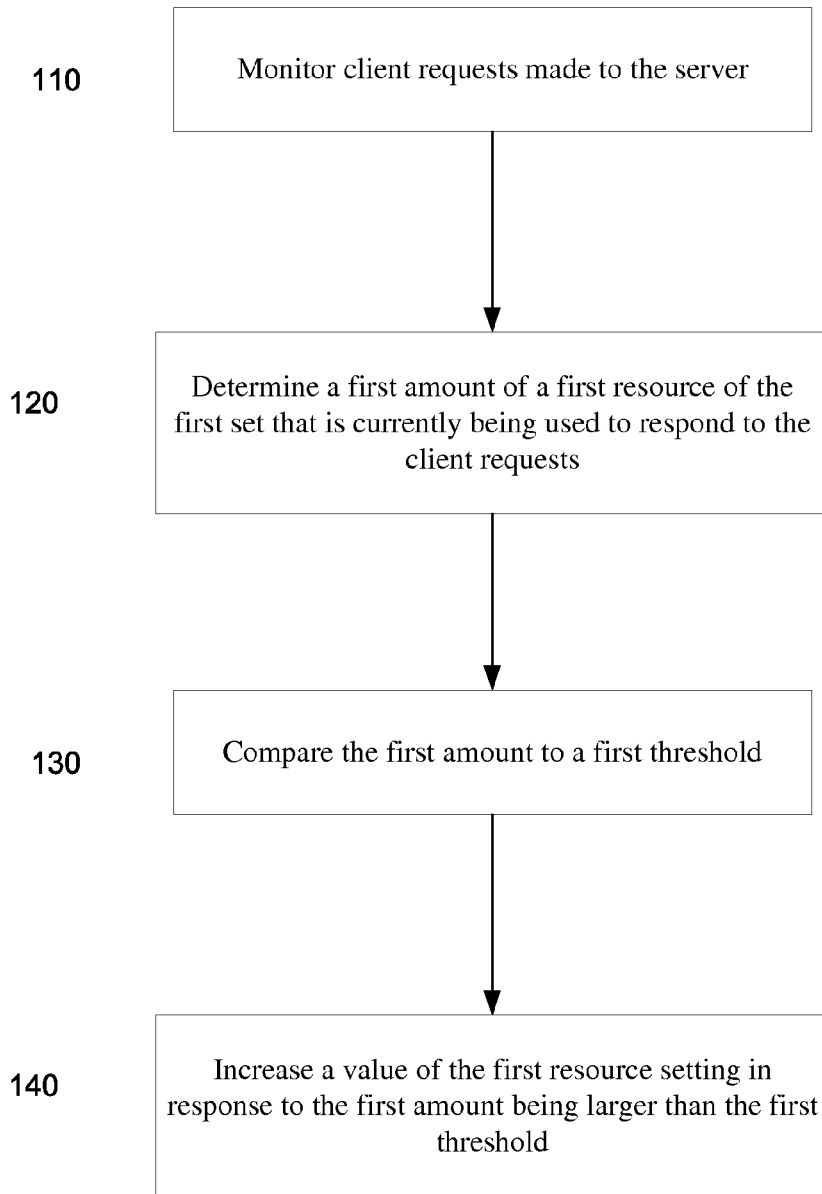 110
Monitor client requests made to the server
120
Determine a first amount of a first resource of the
first set that is currently being used to respond to the
client requests
130
Compare the first amount to a first threshold
140
Increase a value of the first resource setting in
response to the first amount being larger than the first
threshold